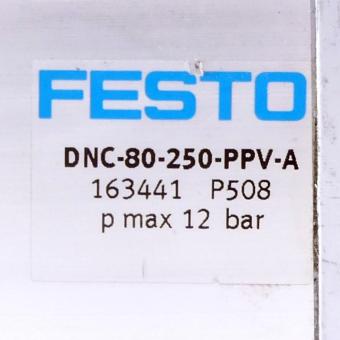 FESTO
DNC-80-250-PPV-A
163441 P508
p max 12 bar